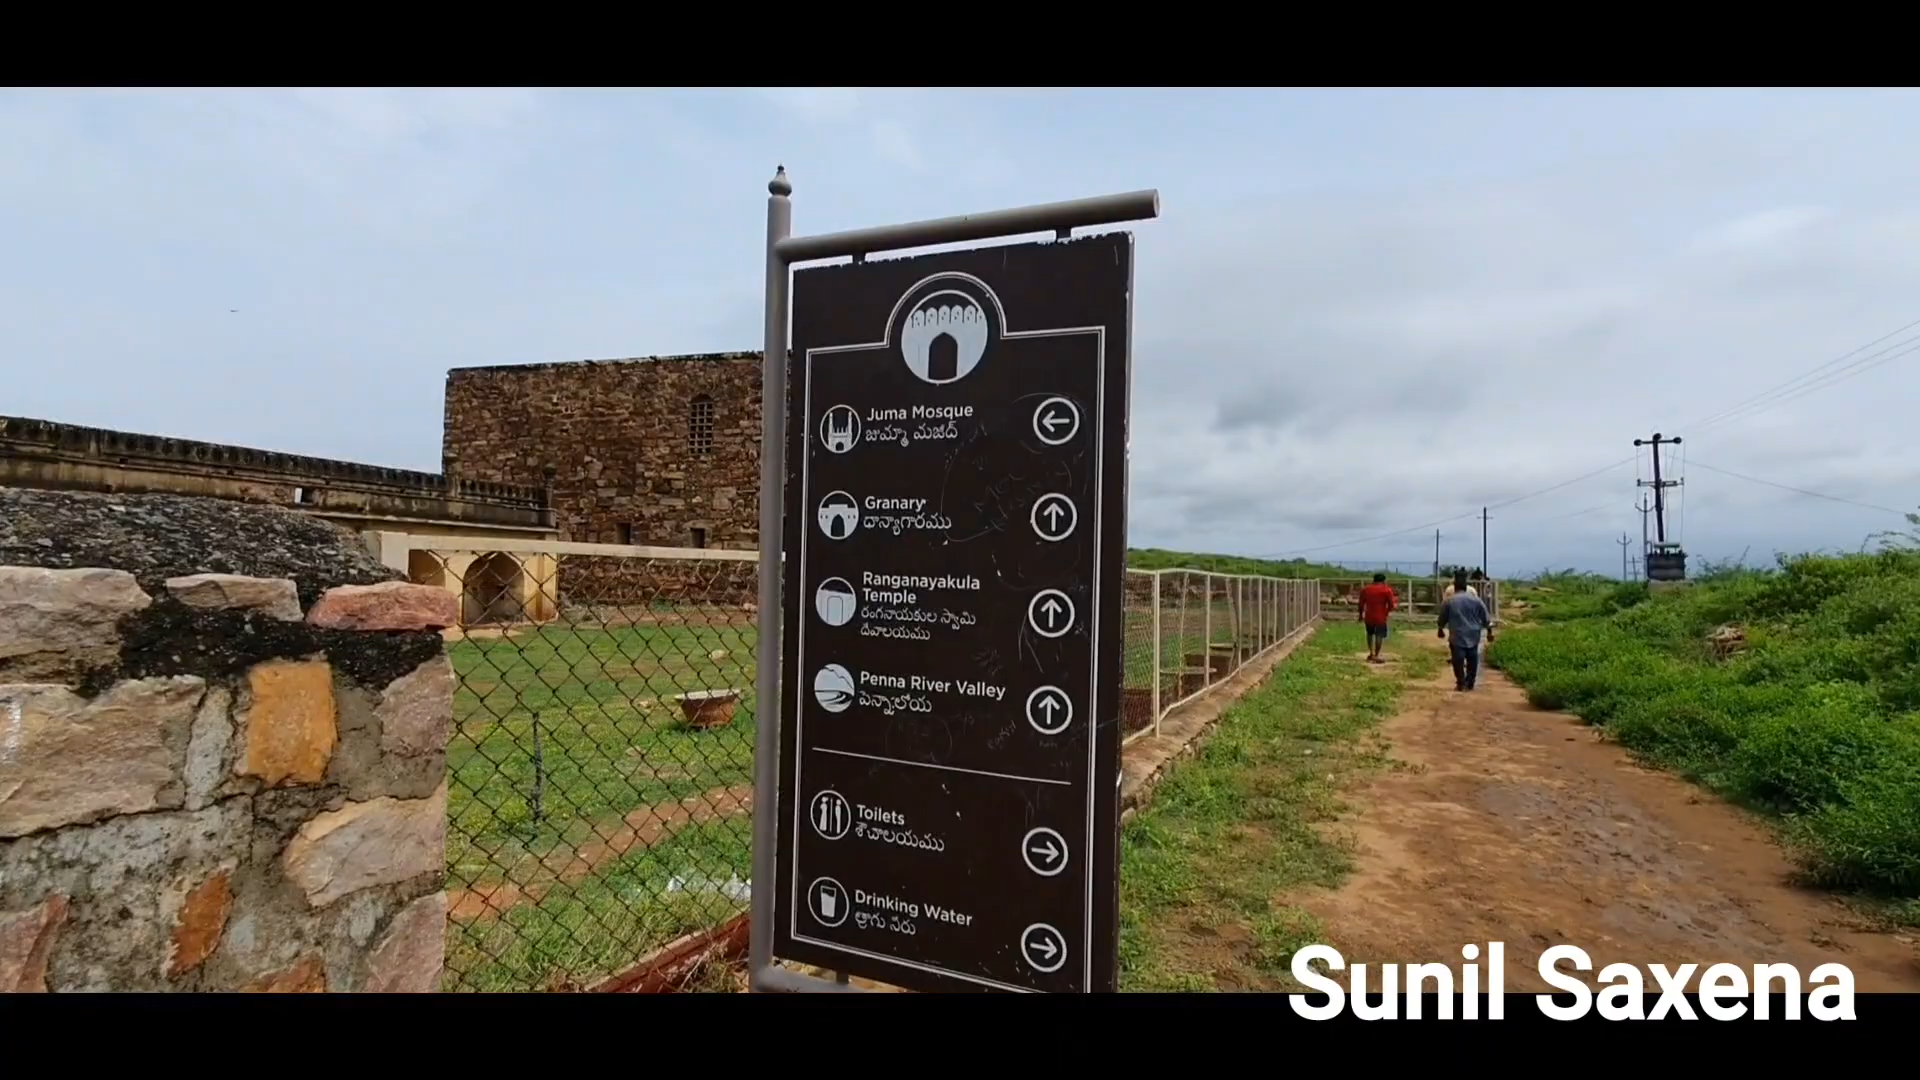 Juma Mosque
జుమ్మా మజీద్
Granary
ధాన్యాగారము
Ranganayakula
Temple
రంగనాయకుల స్వామి
దేవాలయము
Penna River Valley
పెన్నాలోయ
Toilets
శౌచాలయము
Drinking Water
త్రాగు నీరు
Sunil Saxena